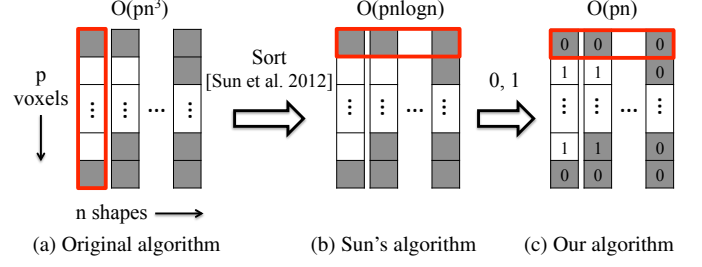 O(pn³) O(pnlogn) O(pn)
p
voxels
⋮ ⋮ ... ⋮
n shapes
Sort
[Sun et al. 2012]
⋮ ⋮ ... ⋮
0, 1
0 0 0
1 1 0
⋮ ⋮ ... ⋮
1 1 0
0 0 0
(a) Original algorithm (b) Sun's algorithm (c) Our algorithm